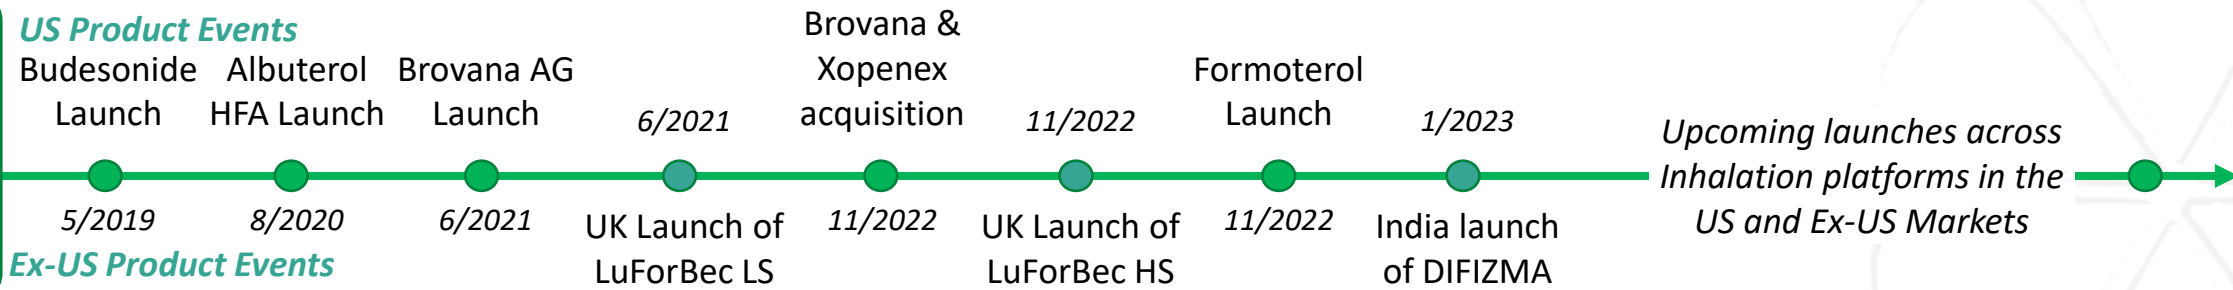 US Product Events
Budesonide
Launch
Albuterol
HFA Launch
Brovana AG
Launch
6/2021
Brovana &
Xopenex
acquisition
11/2022
Formoterol
Launch
1/2023
Upcoming launches across
Inhalation platforms in the
US and Ex-US Markets
5/2019
8/2020
6/2021
UK Launch of
LuForBec LS
11/2022
UK Launch of
LuForBec HS
11/2022
India launch
of DIFIZMA
Ex-US Product Events